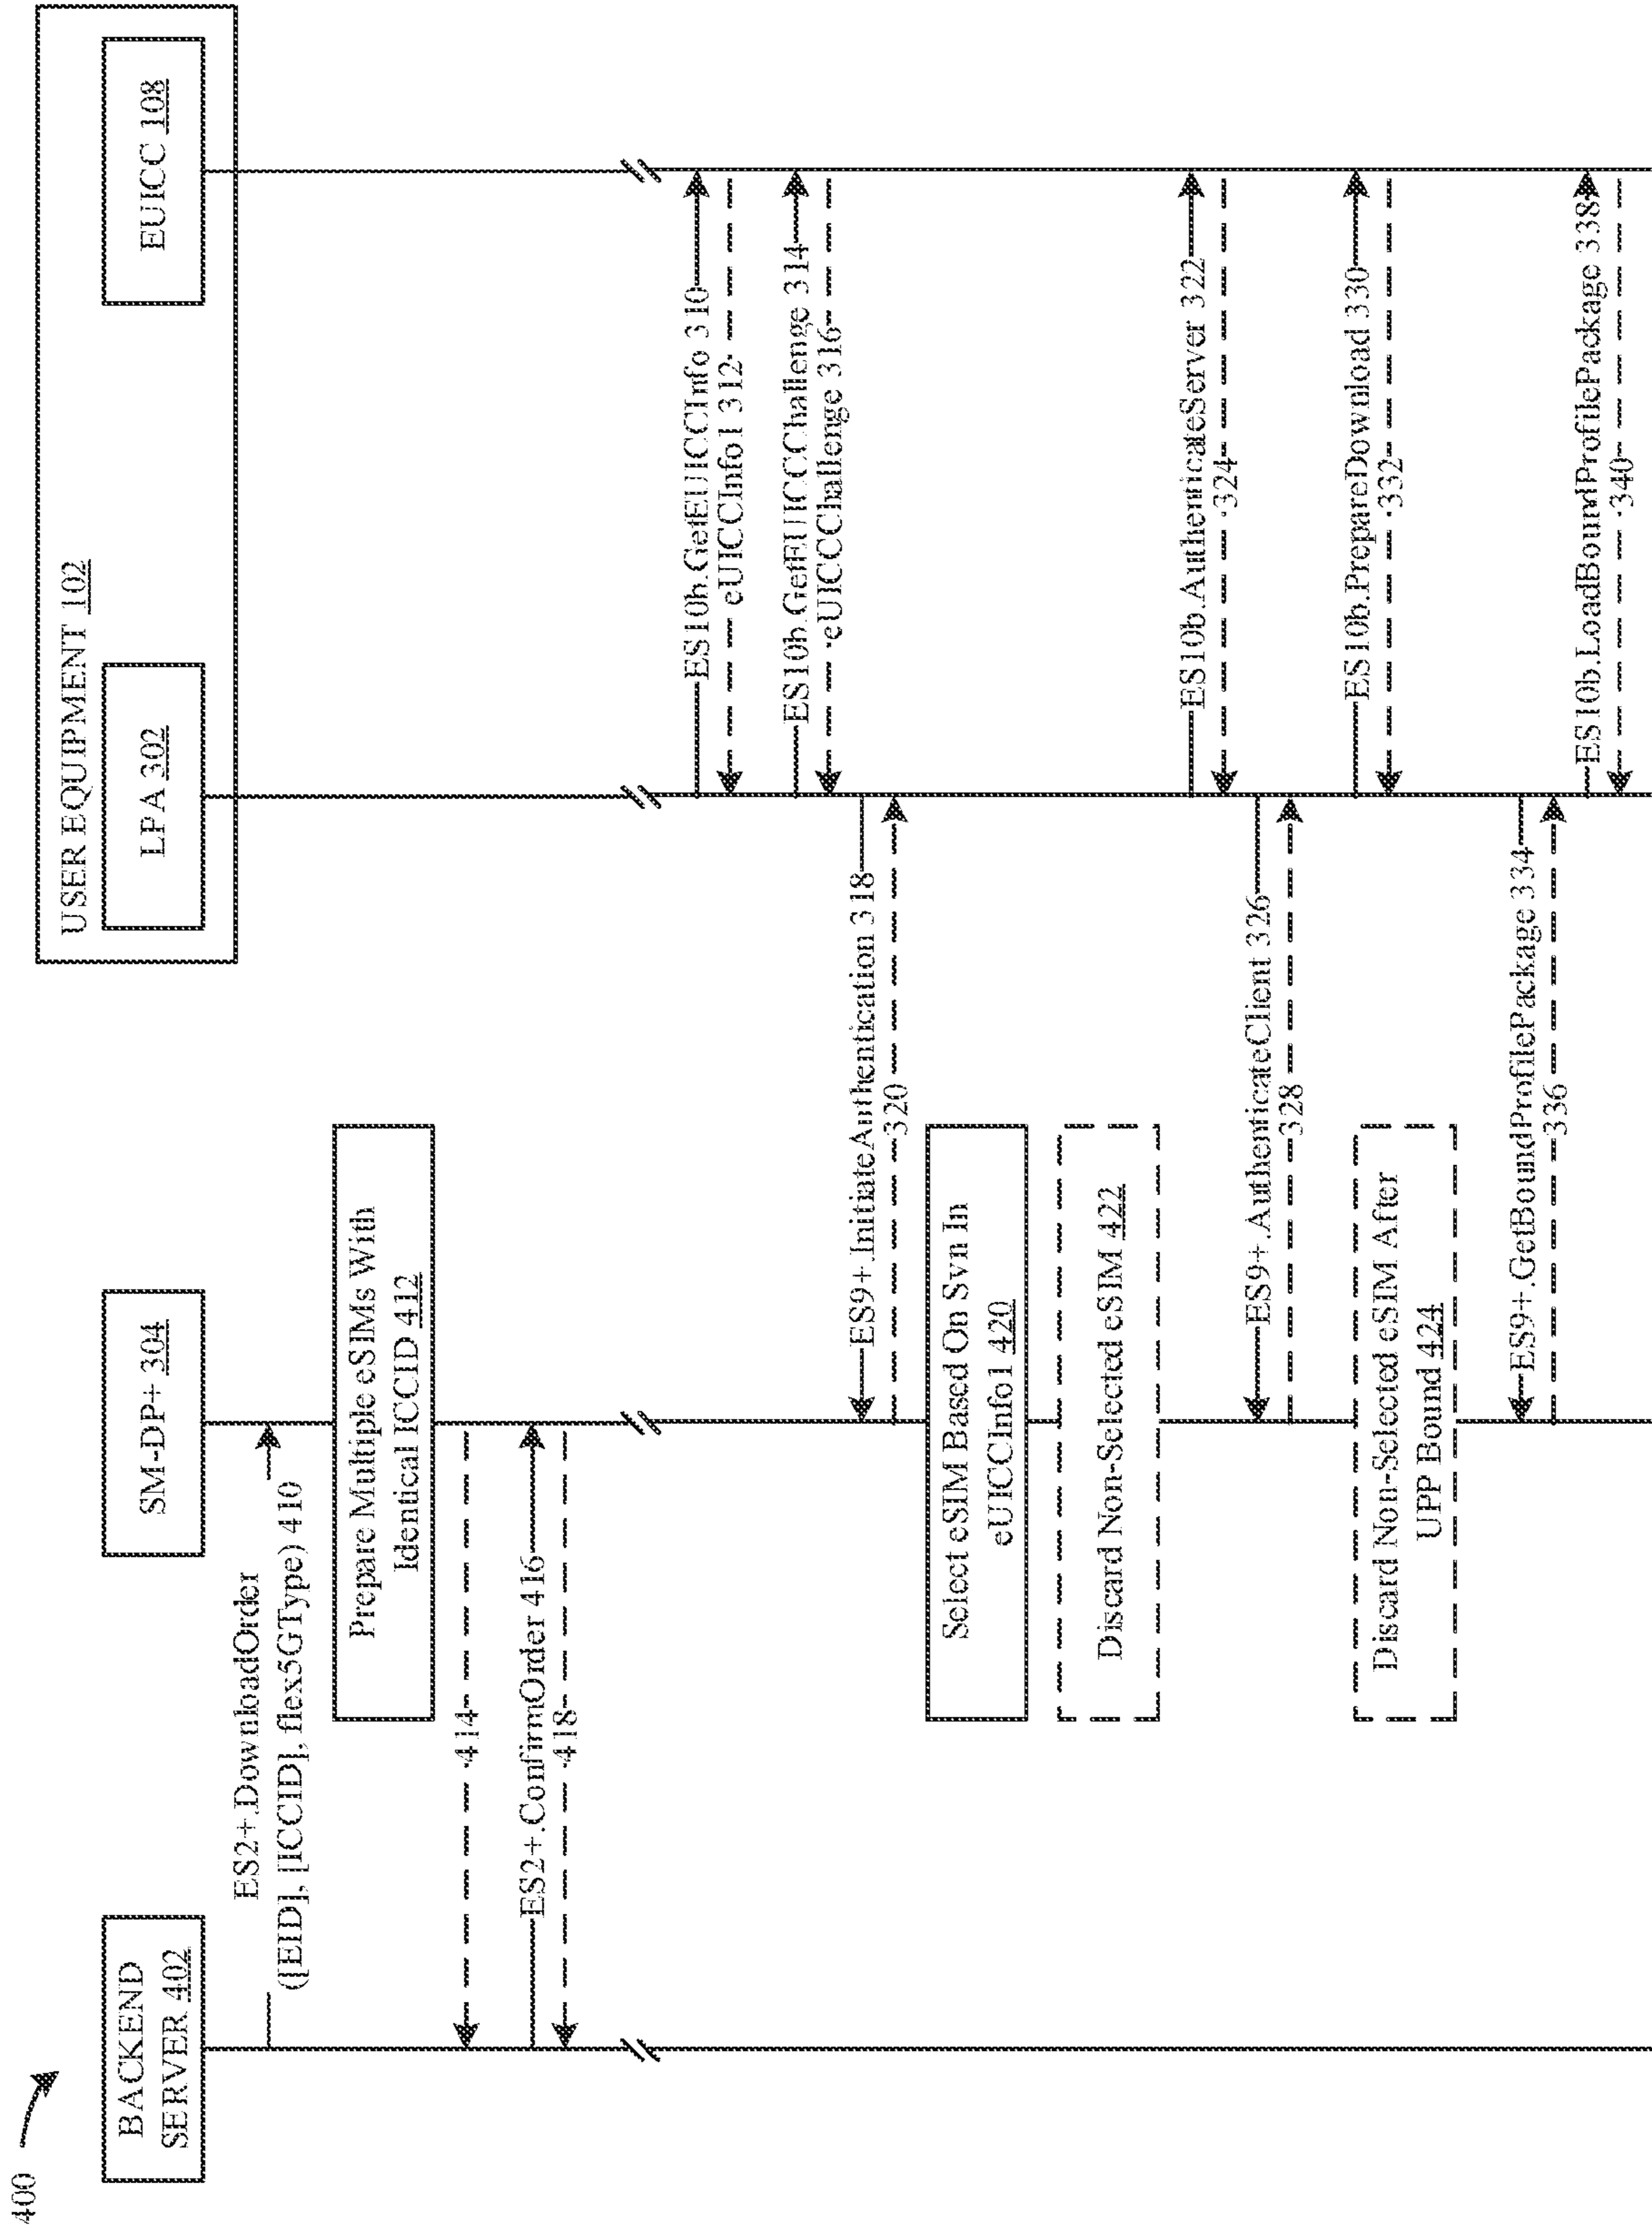 400
BACKEND
SERVER 402
SM-DP+ 304
USER EQUIPMENT 102
LPA 302
EUICC 108
ES2+.DownloadOrder
([EID], [ICCID], flex5GType) 410
Prepare Multiple eSIMs With
Identical ICCID 412
414
ES2+.ConfirmOrder 416
418
ES10b.GetEUICCInfo 310
eUICCInfo1 312
ES10b.GetEUICCChallenge 314
eUICCChallenge 316
ES9+.InitiateAuthentication 318
320
Select eSIM Based On Svn In
eUICCInfo1 420
Discard Non-Selected eSIM 422
ES10b.AuthenticateServer 322
324
ES9+.AuthenticateClient 326
328
ES10b.PrepareDownload 330
332
Discard Non-Selected eSIM After
UPP Bound 424
ES9+.GetBoundProfilePackage 334
336
ES10b.LoadBoundProfilePackage 338
340